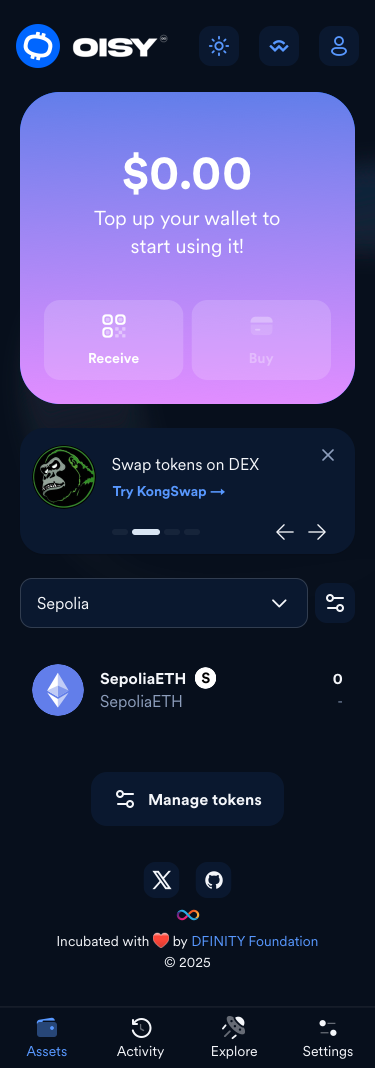 OISY
$0.00
Top up your wallet to
start using it!
Receive
Buy
Swap tokens on DEX
Try KongSwap →
Sepolia
SepoliaETH S
0
SepoliaETH
-
Manage tokens
Incubated with ❤️ by DFINITY Foundation
© 2025
Assets
Activity
Explore
Settings